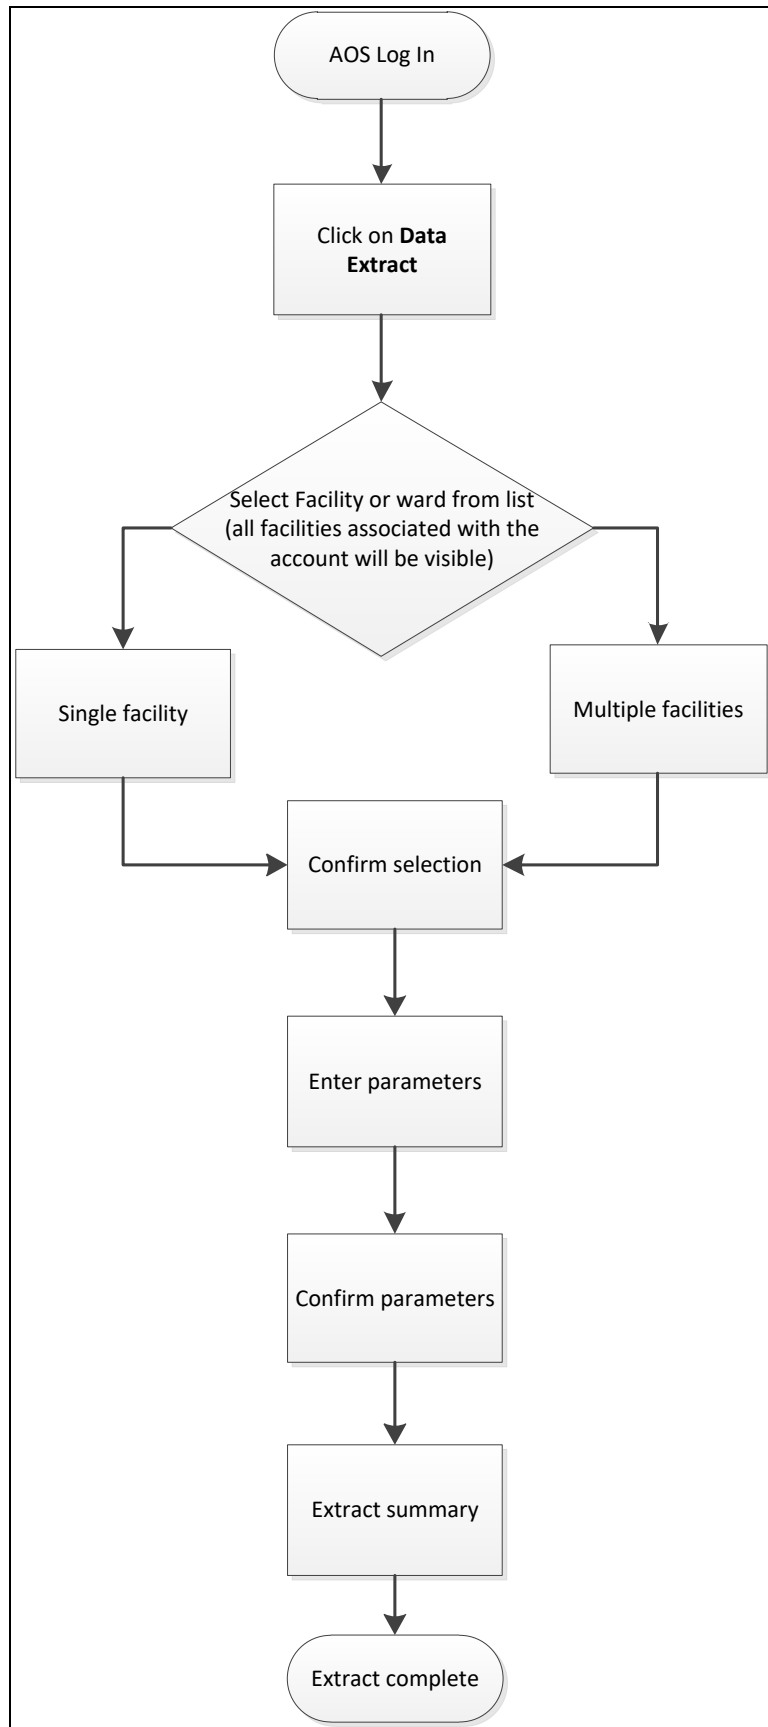 AOS Log In
Click on Data
Extract
Select Facility or ward from list
(all facilities associated with the
account will be visible)
Single facility
Multiple facilities
Confirm selection
Enter parameters
Confirm parameters
Extract summary
Extract complete